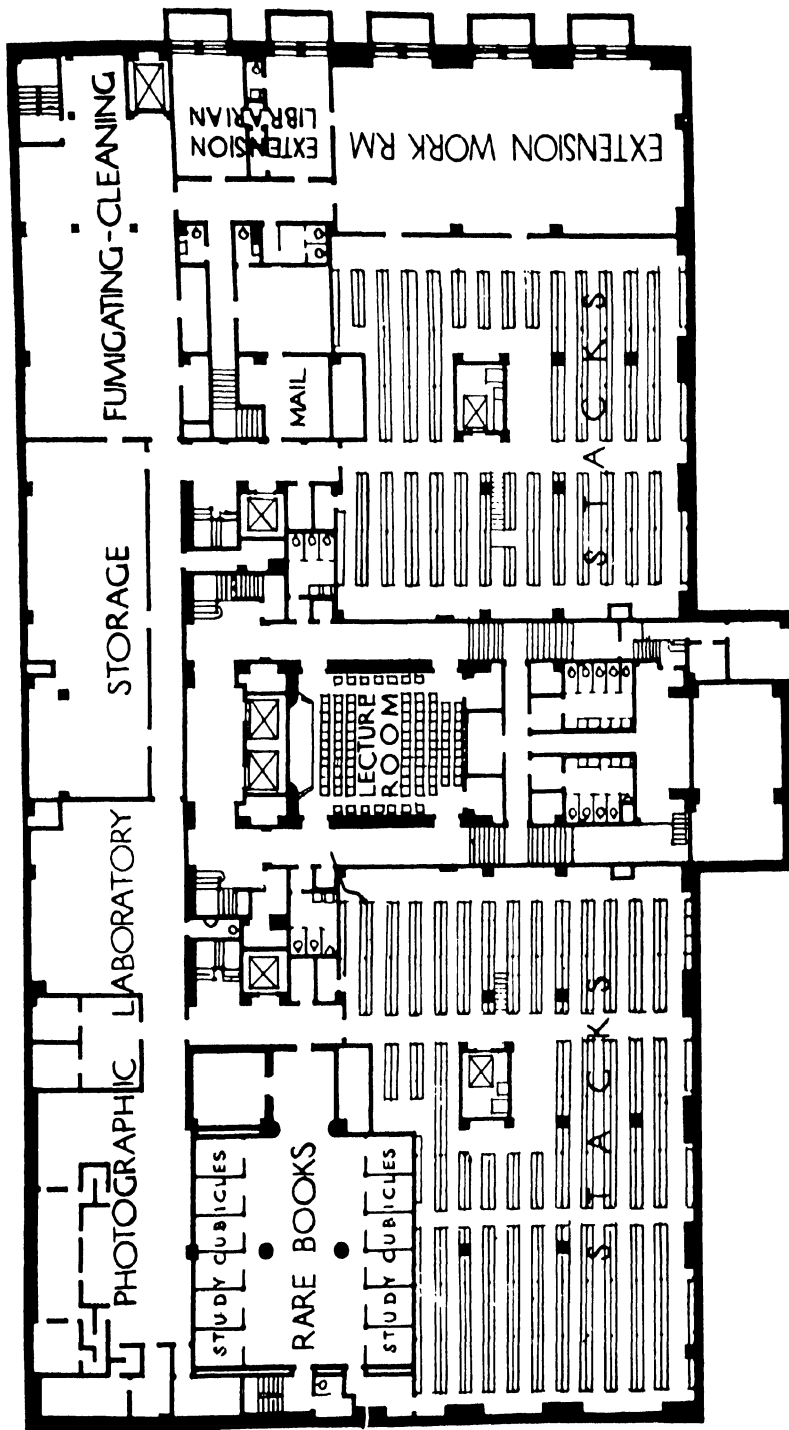 EXTENSION
LIBRARIAN
EXTENSION WORK RM
FUMIGATING-CLEANING
MAIL
STACKS
STORAGE
LECTURE
ROOM
PHOTOGRAPHIC LABORATORY
STUDY CUBICLES
RARE BOOKS
STUDY CUBICLES
STACKS